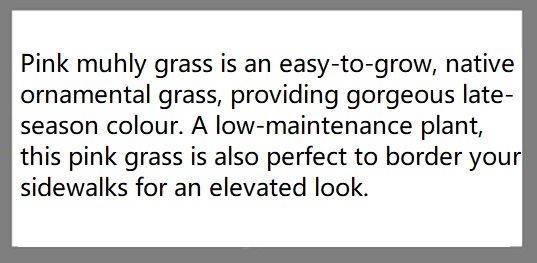 Pink muhly grass is an easy-to-grow, native
ornamental grass, providing gorgeous late-
season colour. A low-maintenance plant,
this pink grass is also perfect to border your
sidewalks for an elevated look.